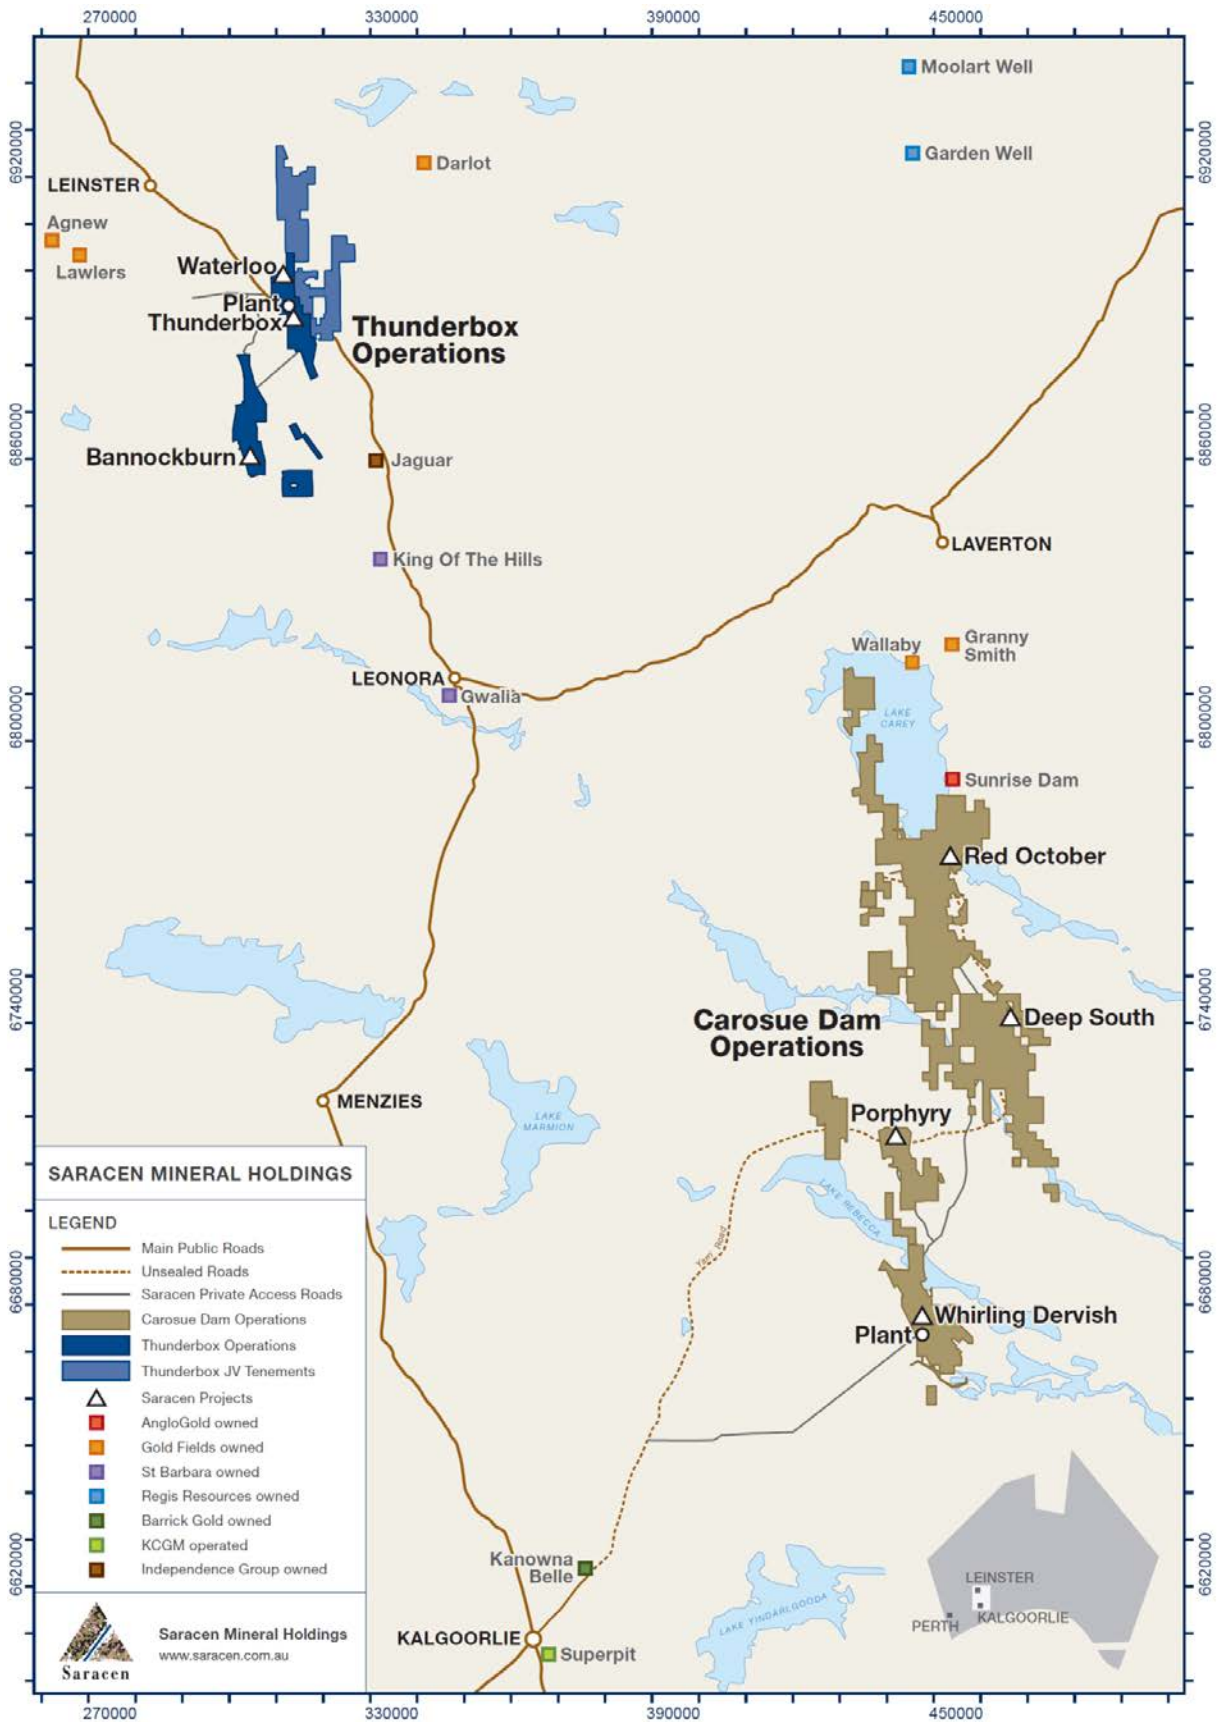 270000
330000
390000
450000
Moolart Well
6920000
6920000
Garden Well
Darlot
LEINSTER
Agnew
Lawlers
Waterloo
Plant
Thunderbox
Thunderbox
Operations
6860000
6860000
Bannockburn
Jaguar
King Of The Hills
LAVERTON
Wallaby
Granny
Smith
LEONORA
Gwalia
LAKE
CAREY
6800000
6800000
Sunrise Dam
Red October
6740000
6740000
Carosue Dam
Operations
Deep South
MENZIES
LAKE
MARMION
Porphyry
LAKE REBECCA
Yarri Road
6680000
6680000
Whirling Dervish
Plant
SARACEN MINERAL HOLDINGS
LEGEND
Main Public Roads
Unsealed Roads
Saracen Private Access Roads
Carosue Dam Operations
Thunderbox Operations
Thunderbox JV Tenements
Saracen Projects
AngloGold owned
Gold Fields owned
St Barbara owned
Regis Resources owned
Barrick Gold owned
KCGM operated
Independence Group owned
6620000
6620000
Kanowna
Belle
LEINSTER
PERTH
KALGOORLIE
LAKE YINDARLGOODA
KALGOORLIE
Superpit
Saracen
Saracen Mineral Holdings
www.saracen.com.au
270000
330000
390000
450000